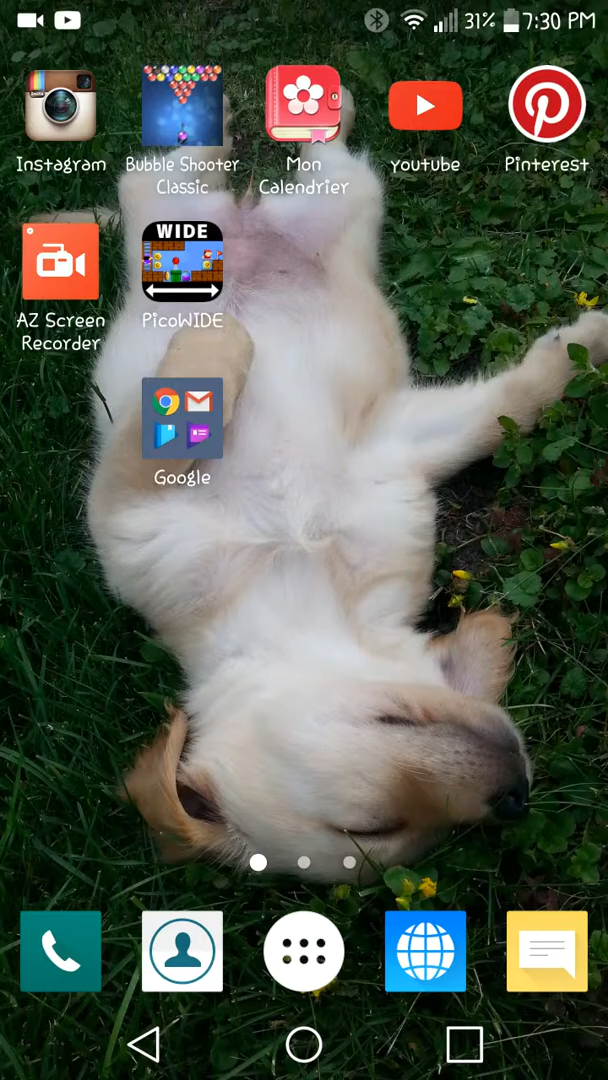 31% 7:30 PM
Instagram
Bubble Shooter
Classic
Mon
Calendrier
youtube
Pinterest
AZ Screen
Recorder
WIDE
PicoWIDE
Google